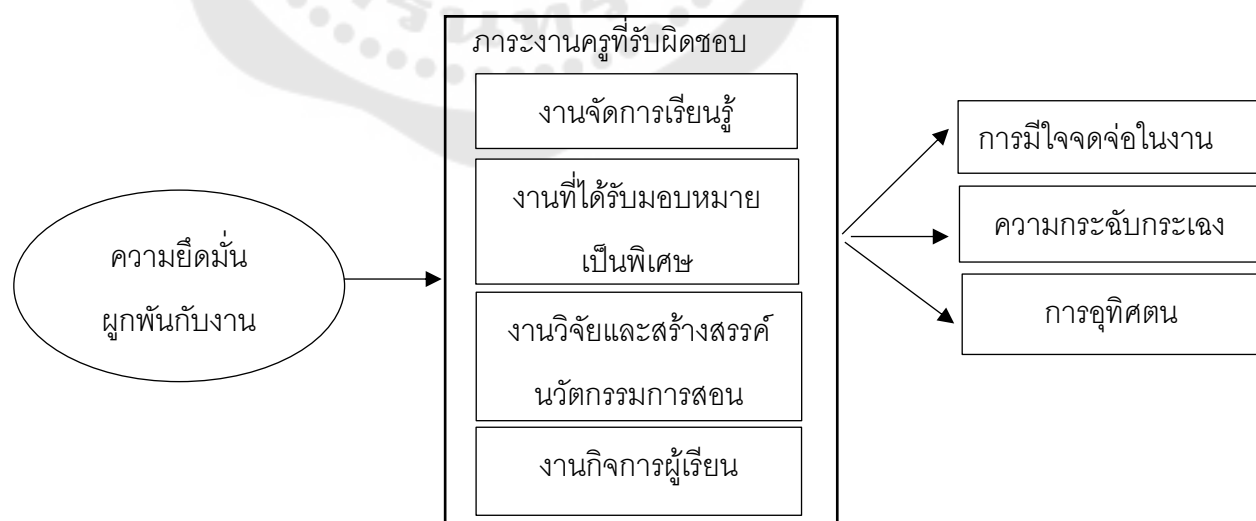 ภาระงานครูที่รับผิดชอบ
งานจัดการเรียนรู้
งานที่ได้รับมอบหมาย
เป็นพิเศษ
งานวิจัยและสร้างสรรค์
นวัตกรรมการสอน
งานกิจการผู้เรียน
ความยึดมั่น
ผูกพันกับงาน
การมีใจจดจ่อในงาน
ความกระฉับกระเฉง
การอุทิศตน